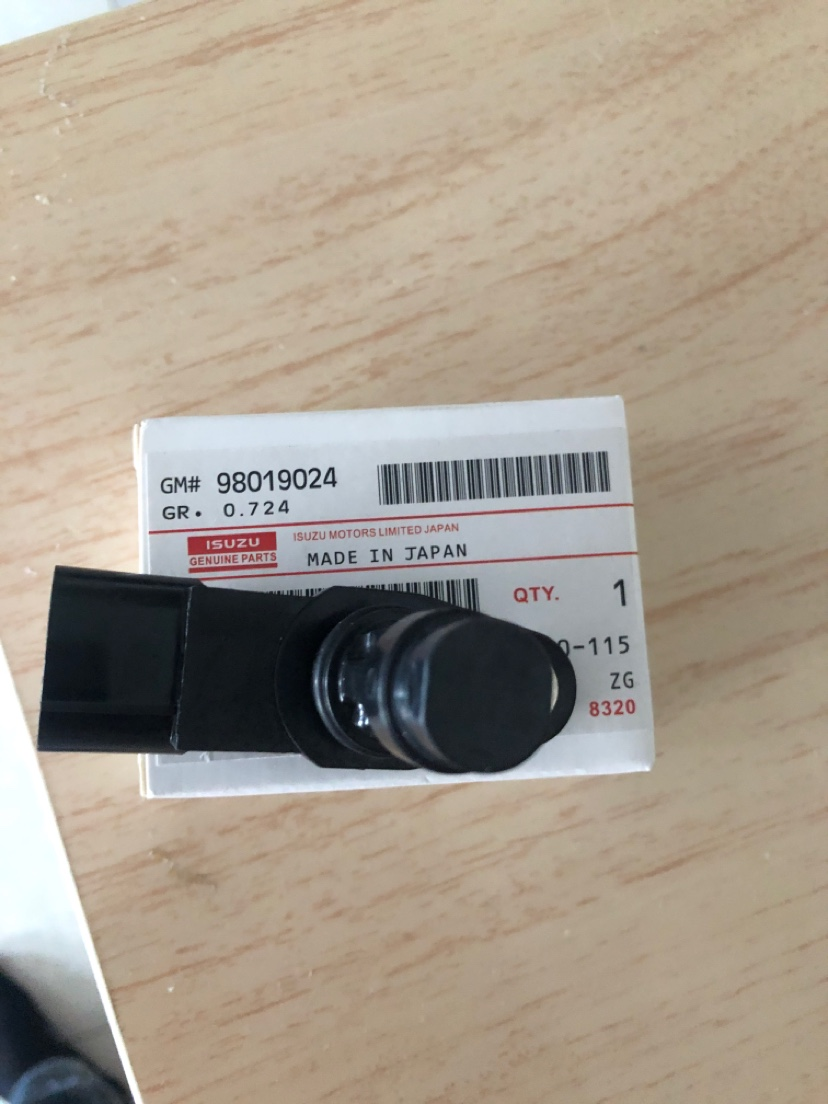 GM# 98019024
GR. 0.724
ISUZU
GENUINE PARTS
ISUZU MOTORS LIMITED JAPAN
MADE IN JAPAN
QTY. 1
0-115
ZG
8320